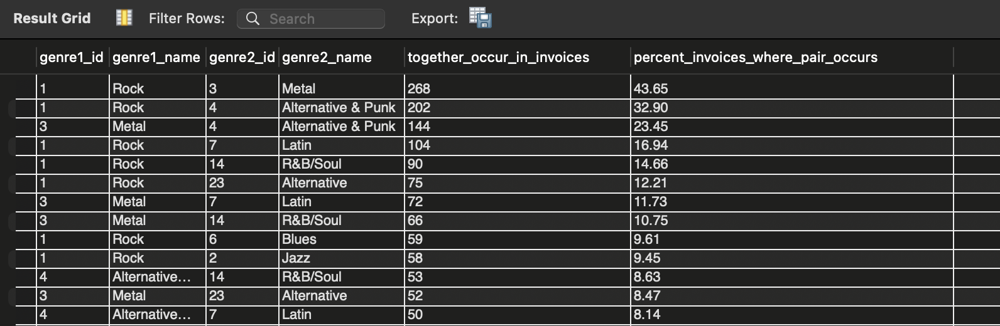 Result Grid Filter Rows: Search Export:
genre1_id genre1_name genre2_id genre2_name together_occur_in_invoices percent_invoices_where_pair_occurs
1 Rock 3 Metal 268 43.65
1 Rock 4 Alternative & Punk 202 32.90
3 Metal 4 Alternative & Punk 144 23.45
1 Rock 7 Latin 104 16.94
1 Rock 14 R&B/Soul 90 14.66
1 Rock 23 Alternative 75 12.21
3 Metal 7 Latin 72 11.73
3 Metal 14 R&B/Soul 66 10.75
1 Rock 6 Blues 59 9.61
1 Rock 2 Jazz 58 9.45
4 Alternative... 14 R&B/Soul 53 8.63
3 Metal 23 Alternative 52 8.47
4 Alternative... 7 Latin 50 8.14